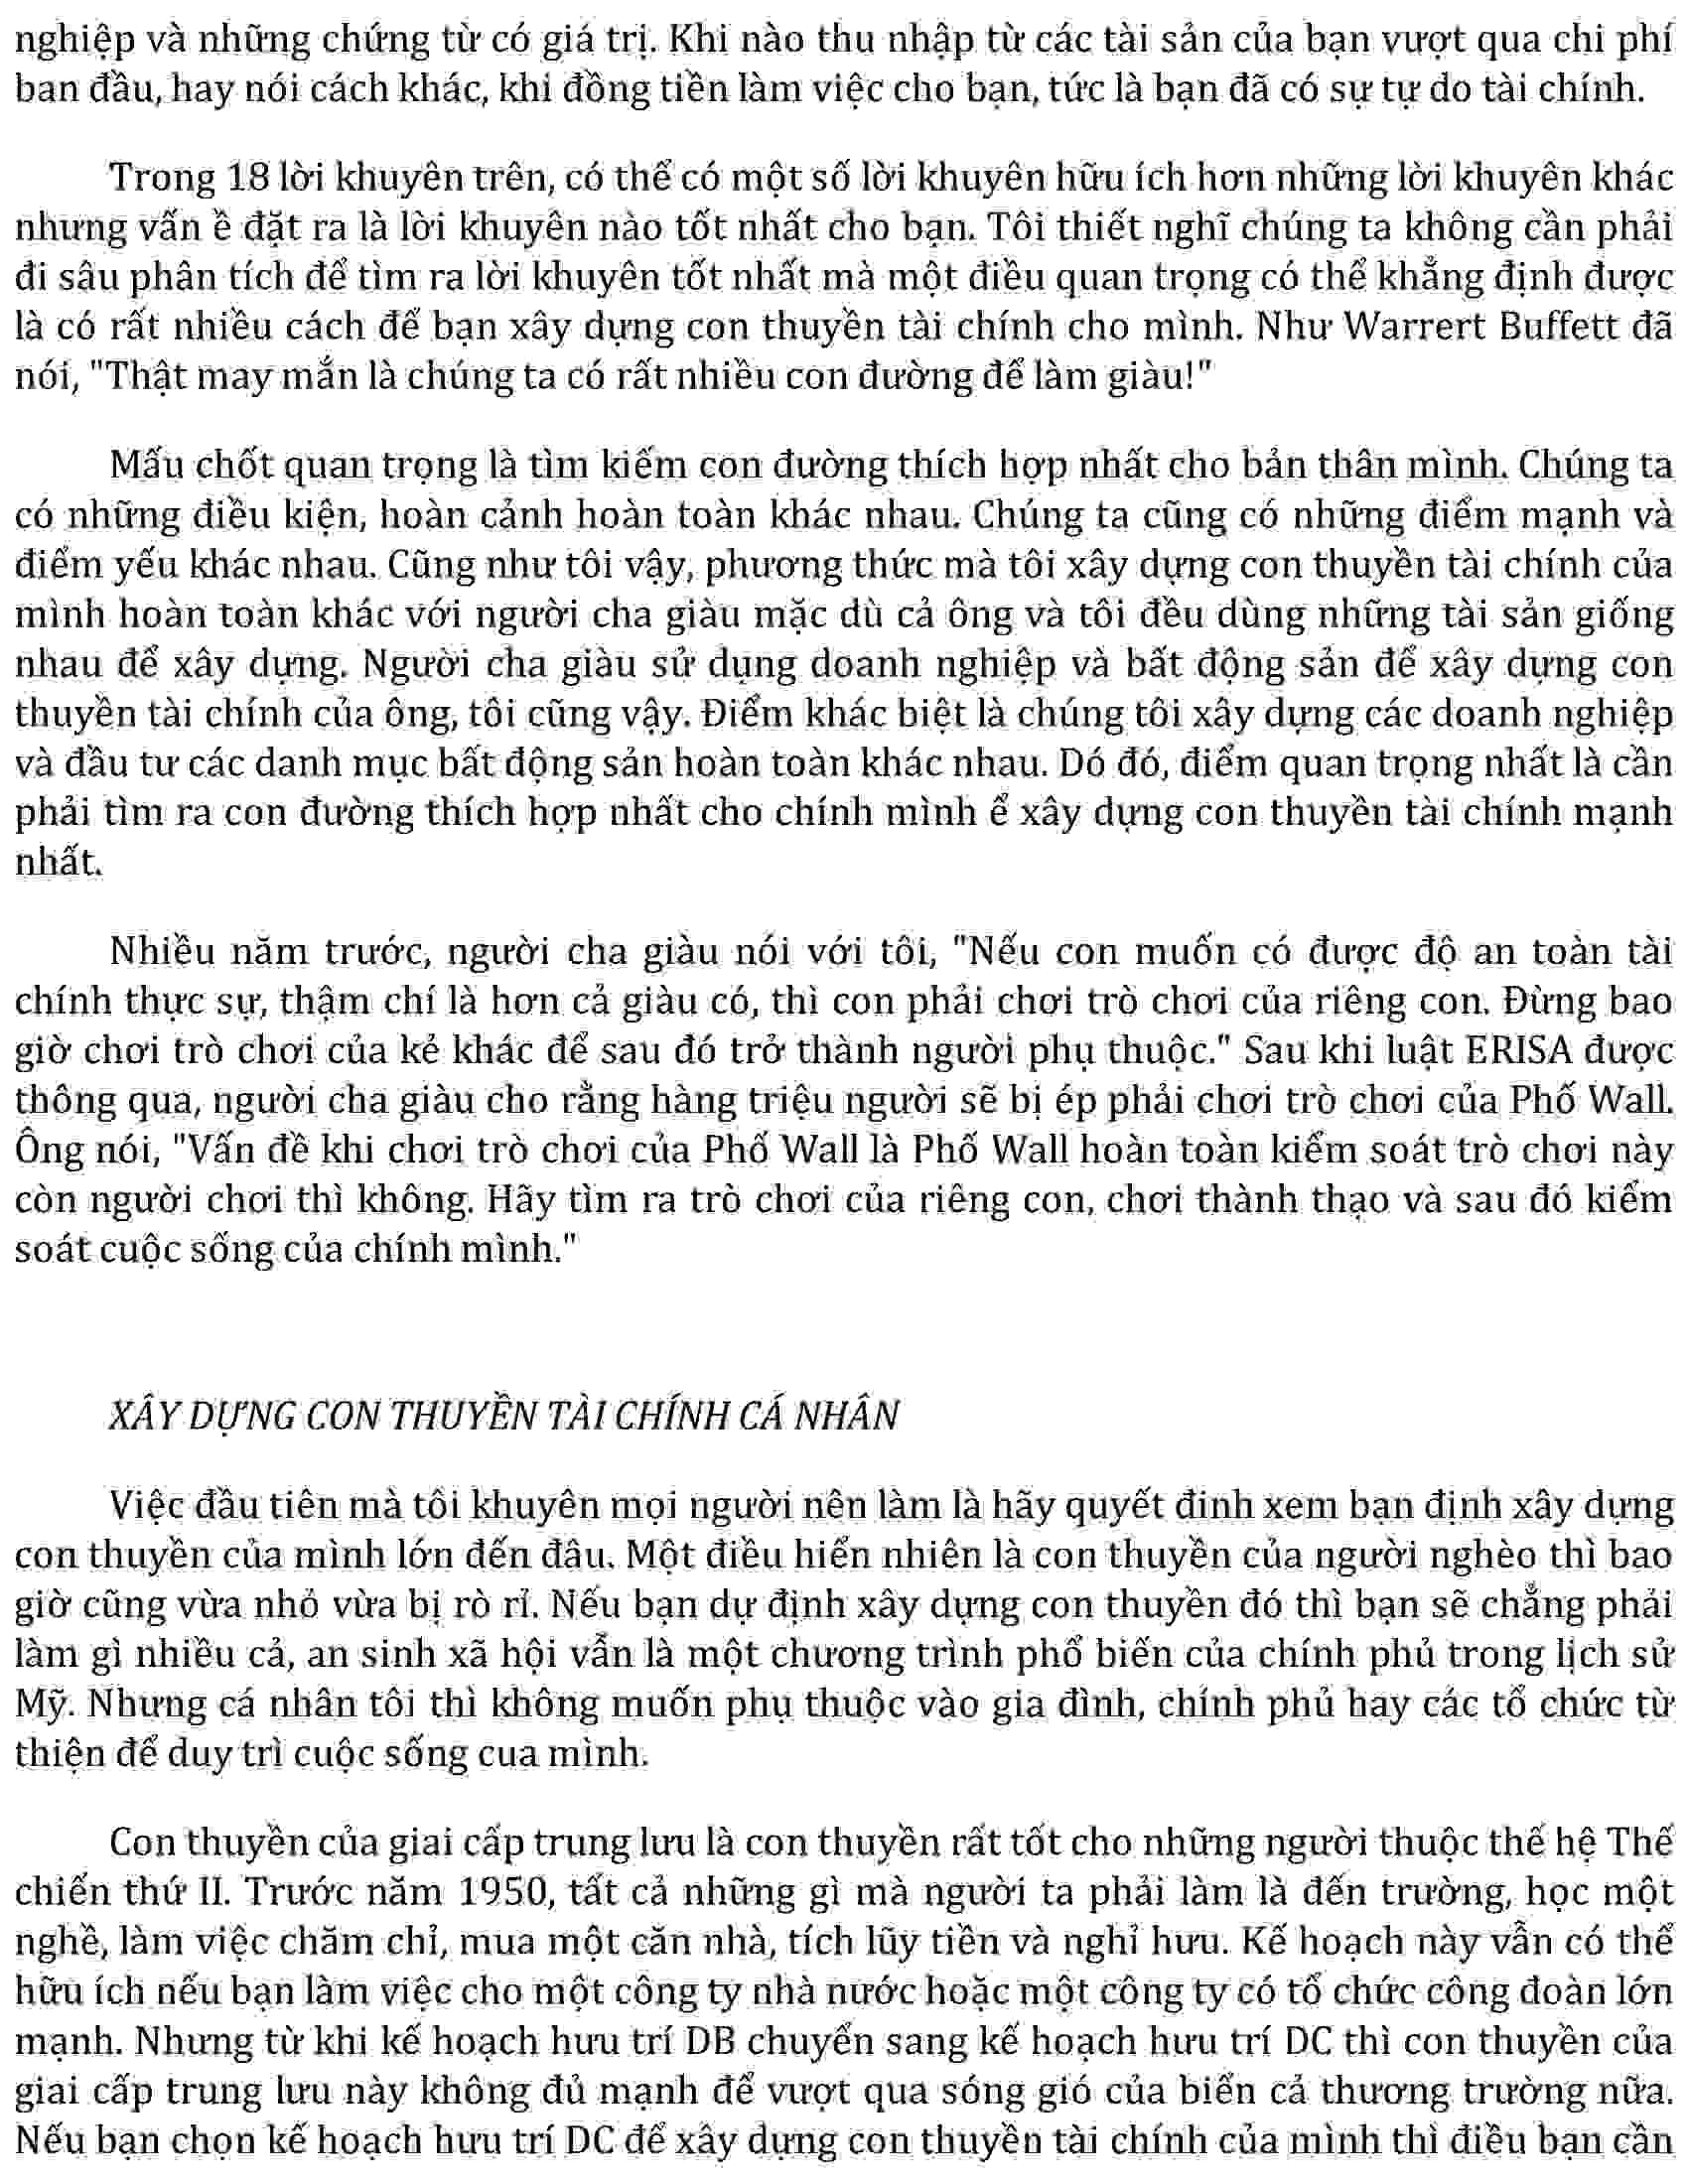 nghiệp và những chứng từ có giá trị. Khi nào thu nhập từ các tài sản của bạn vượt qua chi phí
ban đầu, hay nói cách khác, khi đồng tiền làm việc cho bạn, tức là bạn đã có sự tự do tài chính.
Trong 18 lời khuyên trên, có thể có một số lời khuyên hữu ích hơn những lời khuyên khác
nhưng vấn ề đặt ra là lời khuyên nào tốt nhất cho bạn. Tôi thiết nghĩ chúng ta không cần phải
đi sâu phân tích để tìm ra lời khuyên tốt nhất mà một điều quan trọng có thể khẳng định được
là có rất nhiều cách để bạn xây dựng con thuyền tài chính cho mình. Như Warrert Buffett đã
nói, "Thật may mắn là chúng ta có rất nhiều con đường để làm giàu!"
Mấu chốt quan trọng là tìm kiếm con đường thích hợp nhất cho bản thân mình. Chúng ta
có những điều kiện, hoàn cảnh hoàn toàn khác nhau. Chúng ta cũng có những điểm mạnh và
điểm yếu khác nhau. Cũng như tôi vậy, phương thức mà tôi xây dựng con thuyền tài chính của
mình hoàn toàn khác với người cha giàu mặc dù cả ông và tôi đều dùng những tài sản giống
nhau để xây dựng. Người cha giàu sử dụng doanh nghiệp và bất động sản để xây dựng con
thuyền tài chính của ông, tôi cũng vậy. Điểm khác biệt là chúng tôi xây dựng các doanh nghiệp
và đầu tư các danh mục bất động sản hoàn toàn khác nhau. Dó đó, điểm quan trọng nhất là cần
phải tìm ra con đường thích hợp nhất cho chính mình ể xây dựng con thuyền tài chính mạnh
nhất.
Nhiều năm trước, người cha giàu nói với tôi, "Nếu con muốn có được độ an toàn tài
chính thực sự, thậm chí là hơn cả giàu có, thì con phải chơi trò chơi của riêng con. Đừng bao
giờ chơi trò chơi của kẻ khác để sau đó trở thành người phụ thuộc." Sau khi luật ERISA được
thông qua, người cha giàu cho rằng hàng triệu người sẽ bị ép phải chơi trò chơi của Phố Wall.
Ông nói, "Vấn đề khi chơi trò chơi của Phố Wall là Phố Wall hoàn toàn kiểm soát trò chơi này
còn người chơi thì không. Hãy tìm ra trò chơi của riêng con, chơi thành thạo và sau đó kiểm
soát cuộc sống của chính mình."
XÂY DỰNG CON THUYỀN TÀI CHÍNH CÁ NHÂN
Việc đầu tiên mà tôi khuyên mọi người nên làm là hãy quyết đinh xem bạn định xây dựng
con thuyền của mình lớn đến đâu. Một điều hiển nhiên là con thuyền của người nghèo thì bao
giờ cũng vừa nhỏ vừa bị rò rỉ. Nếu bạn dự định xây dựng con thuyền đó thì bạn sẽ chẳng phải
làm gì nhiều cả, an sinh xã hội vẫn là một chương trình phổ biến của chính phủ trong lịch sử
Mỹ. Nhưng cá nhân tôi thì không muốn phụ thuộc vào gia đình, chính phủ hay các tổ chức từ
thiện để duy trì cuộc sống cua mình.
Con thuyền của giai cấp trung lưu là con thuyền rất tốt cho những người thuộc thế hệ Thế
chiến thứ II. Trước năm 1950, tất cả những gì mà người ta phải làm là đến trường, học một
nghề, làm việc chăm chỉ, mua một căn nhà, tích lũy tiền và nghỉ hưu. Kế hoạch này vẫn có thể
hữu ích nếu bạn làm việc cho một công ty nhà nước hoặc một công ty có tổ chức công đoàn lớn
mạnh. Nhưng từ khi kế hoạch hưu trí DB chuyển sang kế hoạch hưu trí DC thì con thuyền của
giai cấp trung lưu này không đủ mạnh để vượt qua sóng gió của biển cả thương trường nữa.
Nếu bạn chọn kế hoạch hưu trí DC để xây dựng con thuyền tài chính của mình thì điều bạn cần